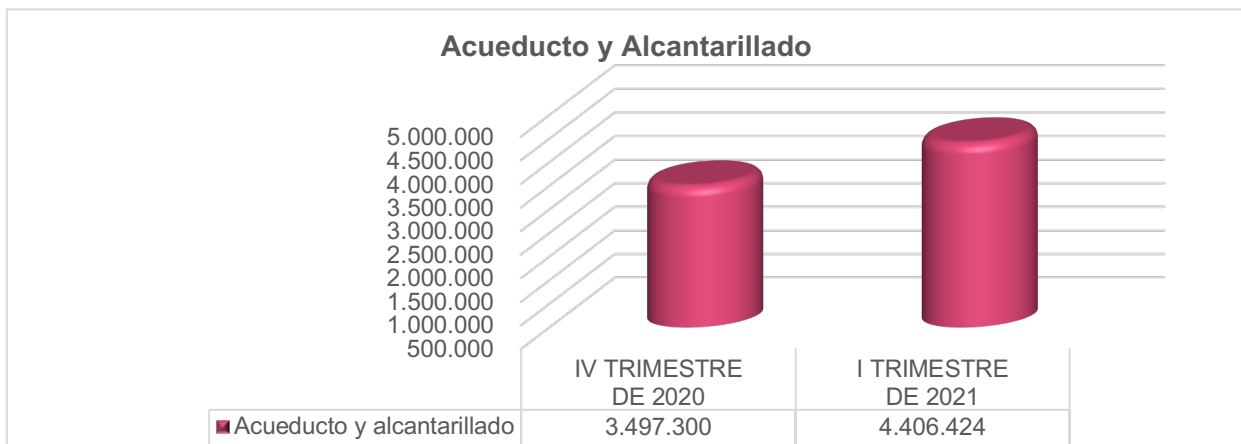 Acueducto y Alcantarillado
5.000.000
4.500.000
4.000.000
3.500.000
3.000.000
2.500.000
2.000.000
1.500.000
1.000.000
500.000
IV TRIMESTRE
DE 2020
I TRIMESTRE
DE 2021
Acueducto y alcantarillado 3.497.300 4.406.424